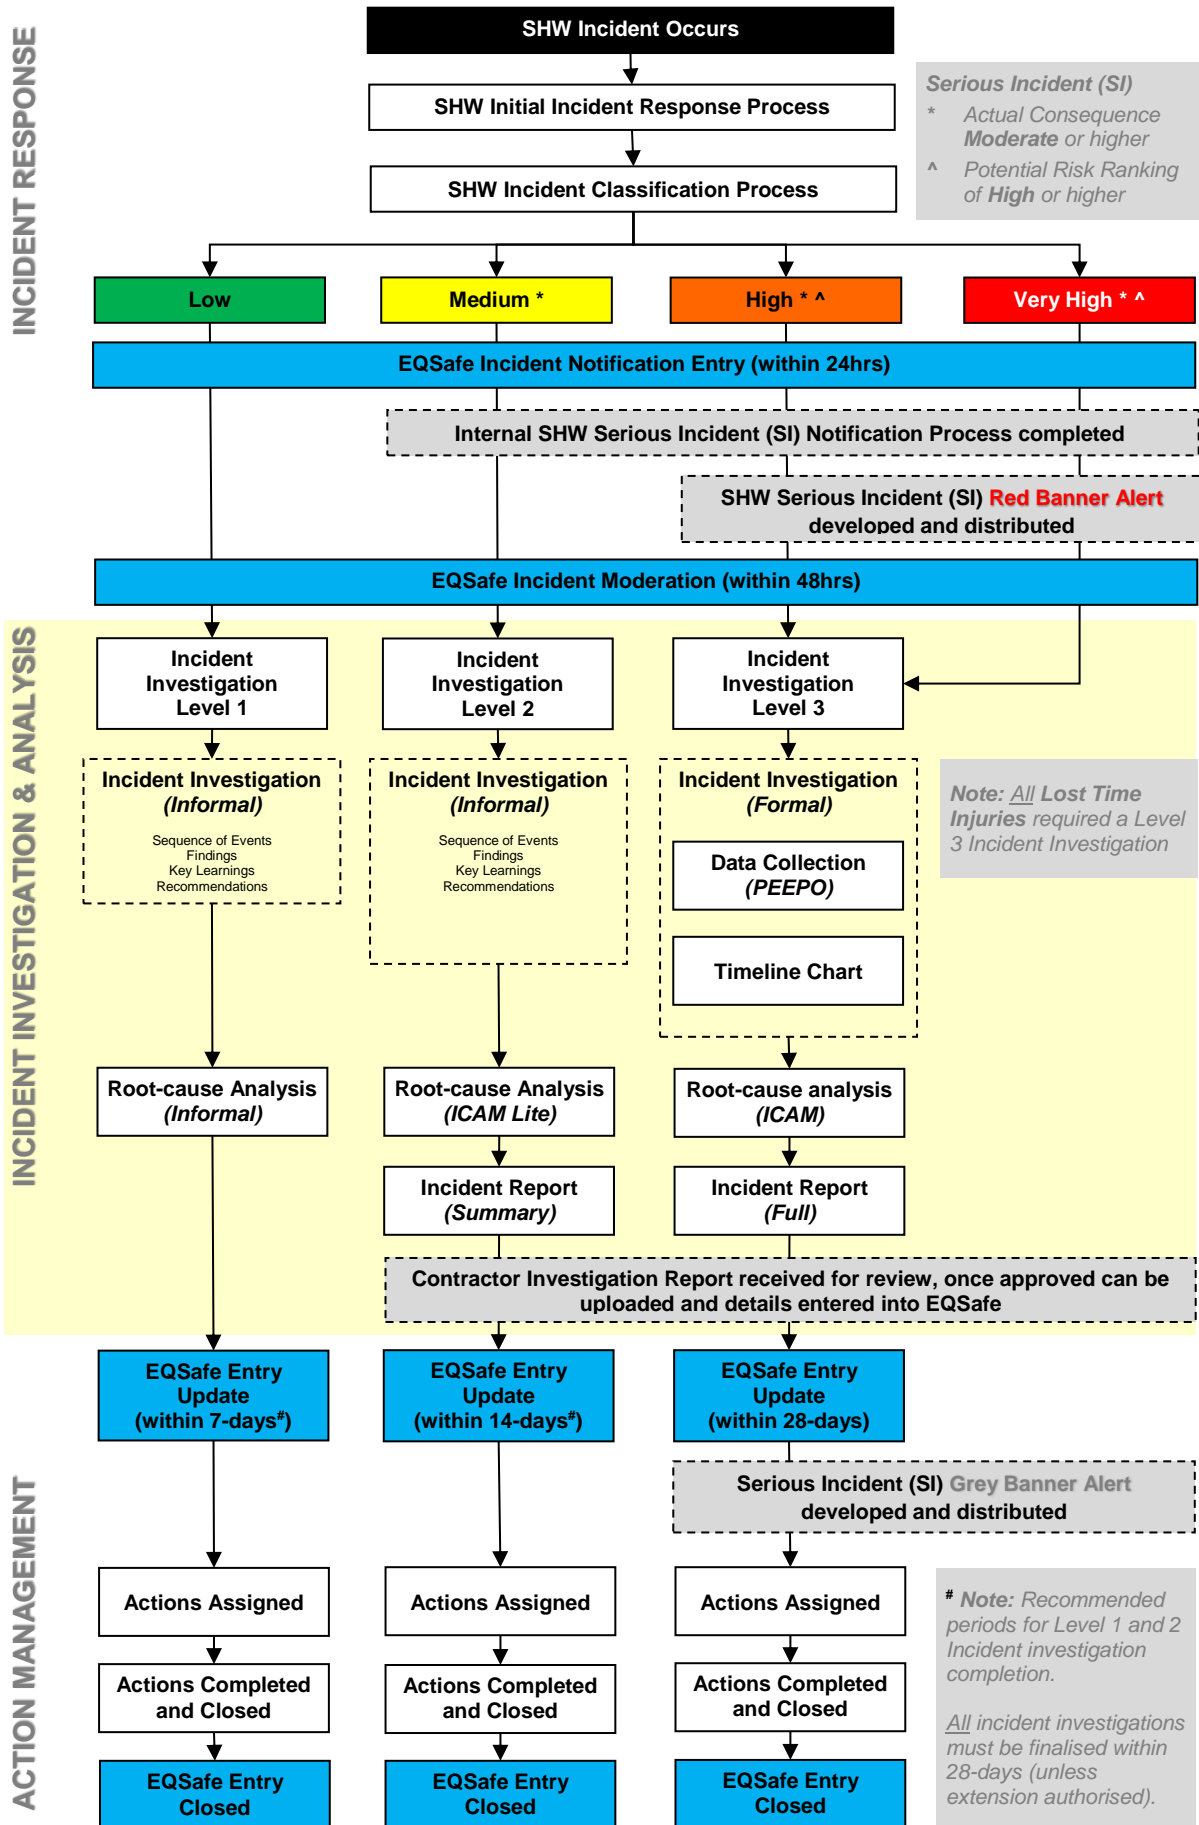 INCIDENT RESPONSE
SHW Incident Occurs
SHW Initial Incident Response Process
SHW Incident Classification Process
Serious Incident (SI)
* Actual Consequence
Moderate or higher
^ Potential Risk Ranking
of High or higher
Low
Medium *
High * ^
Very High * ^
EQSafe Incident Notification Entry (within 24hrs)
Internal SHW Serious Incident (SI) Notification Process completed
SHW Serious Incident (SI) Red Banner Alert
developed and distributed
EQSafe Incident Moderation (within 48hrs)
INCIDENT INVESTIGATION & ANALYSIS
Incident
Investigation
Level 1
Incident
Investigation
Level 2
Incident
Investigation
Level 3
Incident Investigation
(Informal)
Sequence of Events
Findings
Key Learnings
Recommendations
Incident Investigation
(Informal)
Sequence of Events
Findings
Key Learnings
Recommendations
Incident Investigation
(Formal)
Data Collection
(PEEPO)
Timeline Chart
Note: All Lost Time
Injuries required a Level
3 Incident Investigation
Root-cause Analysis
(Informal)
Root-cause Analysis
(ICAM Lite)
Root-cause analysis
(ICAM)
Incident Report
(Summary)
Incident Report
(Full)
Contractor Investigation Report received for review, once approved can be
uploaded and details entered into EQSafe
EQSafe Entry
Update
(within 7-days#)
EQSafe Entry
Update
(within 14-days#)
EQSafe Entry
Update
(within 28-days)
ACTION MANAGEMENT
Serious Incident (SI) Grey Banner Alert
developed and distributed
Actions Assigned
Actions Assigned
Actions Assigned
Actions Completed
and Closed
Actions Completed
and Closed
Actions Completed
and Closed
EQSafe Entry
Closed
EQSafe Entry
Closed
EQSafe Entry
Closed
# Note: Recommended
periods for Level 1 and 2
Incident investigation
completion.
All incident investigations
must be finalised within
28-days (unless
extension authorised).